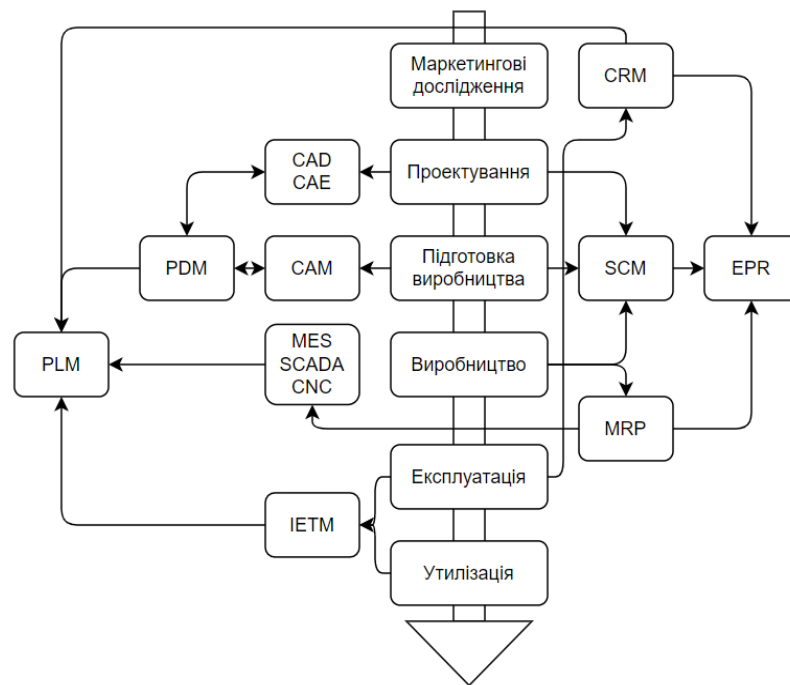 Маркетингові
дослідження
CRM
CAD
CAE
Проектування
PDM
CAM
Підготовка
виробництва
SCM
EPR
PLM
MES
SCADA
CNC
Виробництво
MRP
Експлуатація
IETM
Утилізація